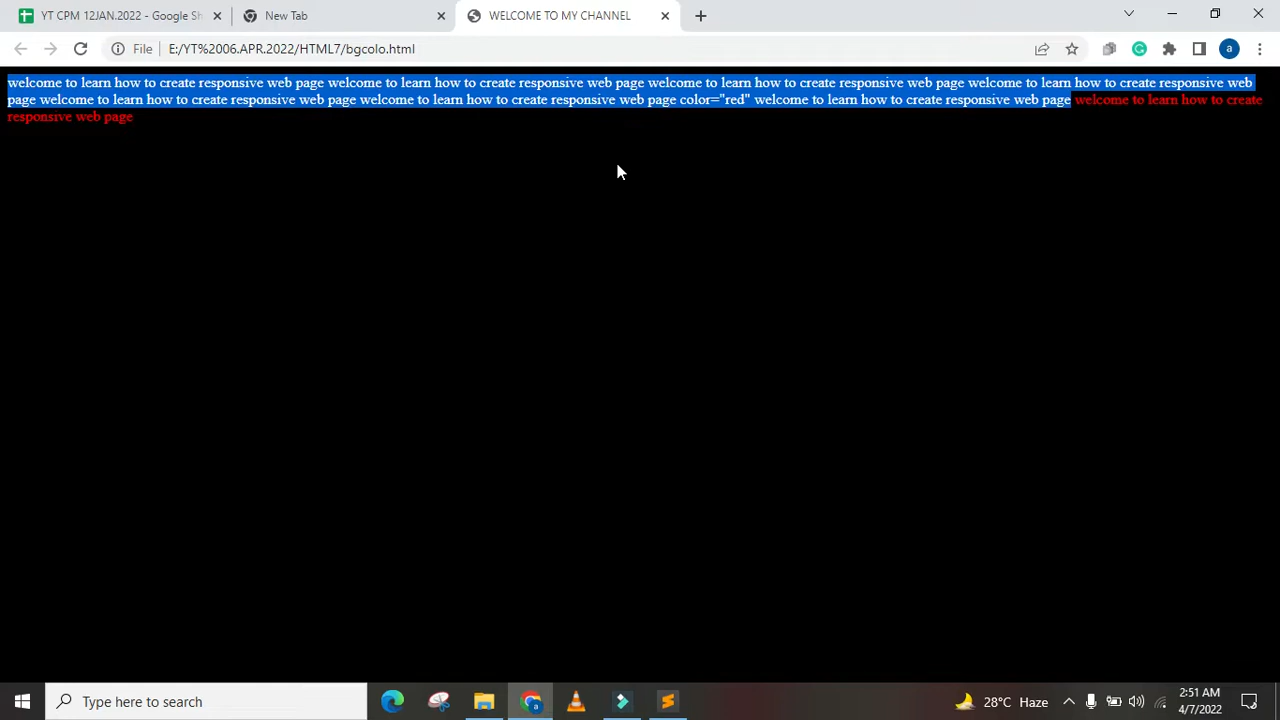 YT CPM 12JAN.2022 - Google Sh
New Tab
WELCOME TO MY CHANNEL
File
E:/YT%2006.APR.2022/HTML7/bgcolo.html
a
welcome to learn how to create responsive web page welcome to learn how to create responsive web page welcome to learn how to create responsive web page welcome to learn how to create responsive web
page welcome to learn how to create responsive web page welcome to learn how to create responsive web page color="red" welcome to learn how to create responsive web page welcome to learn how to create
responsive web page
Type here to search
a
28°C Haze
2:51 AM
4/7/2022